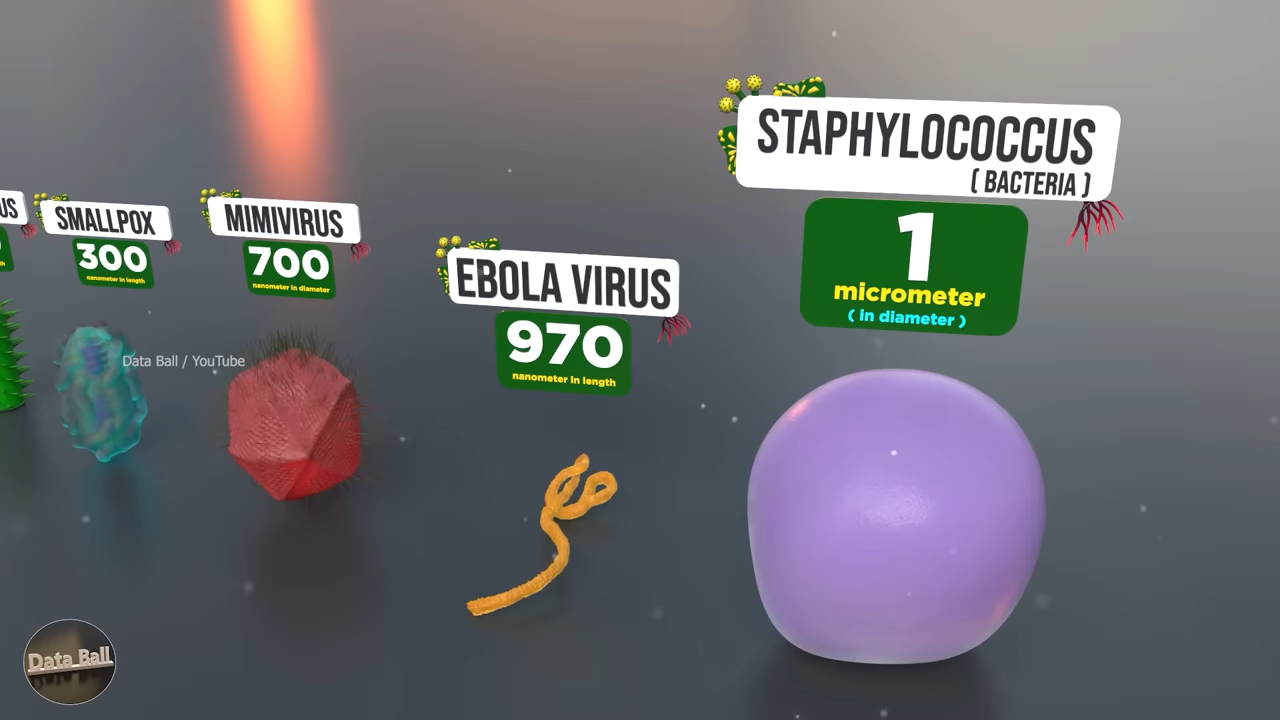 US
SMALLPOX
300
nanometer in length
MIMIVIRUS
700
nanometer in diameter
EBOLA VIRUS
970
nanometer in length
STAPHYLOCOCCUS
( BACTERIA )
1
micrometer
( in diameter )
Data Ball / YouTube
Data Ball